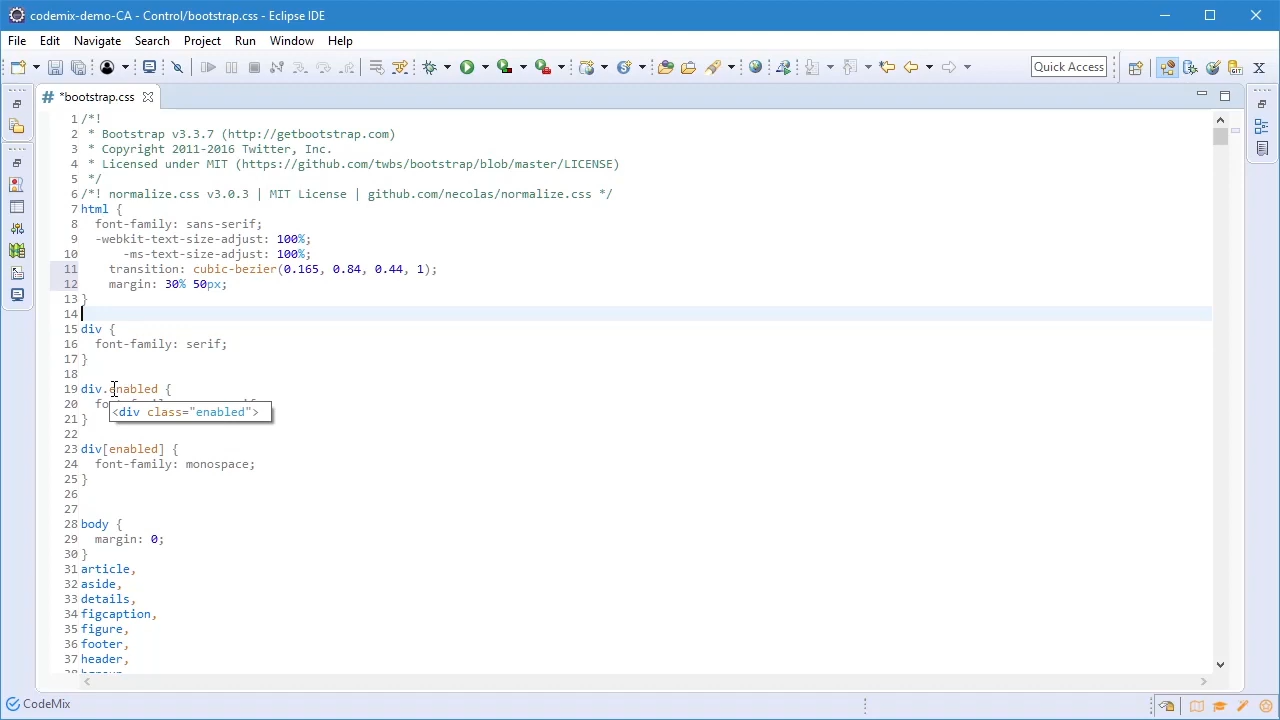 codemix-demo-CA - Control/bootstrap.css - Eclipse IDE
File Edit Navigate Search Project Run Window Help
Quick Access
# *bootstrap.css
1 /*!
2 * Bootstrap v3.3.7 (http://getbootstrap.com)
3 * Copyright 2011-2016 Twitter, Inc.
4 * Licensed under MIT (https://github.com/twbs/bootstrap/blob/master/LICENSE)
5 */
6 /*! normalize.css v3.0.3 | MIT License | github.com/necolas/normalize.css */
7 html {
8 font-family: sans-serif;
9 -webkit-text-size-adjust: 100%;
10 -ms-text-size-adjust: 100%;
11 transition: cubic-bezier(0.165, 0.84, 0.44, 1);
12 margin: 30% 50px;
13 }
14
15 div {
16 font-family: serif;
17 }
18
19 div.enabled {
20
<div class="enabled">
21 }
22
23 div[enabled] {
24 font-family: monospace;
25 }
26
27
28 body {
29 margin: 0;
30 }
31 article,
32 aside,
33 details,
34 figcaption,
35 figure,
36 footer,
37 header,
CodeMix